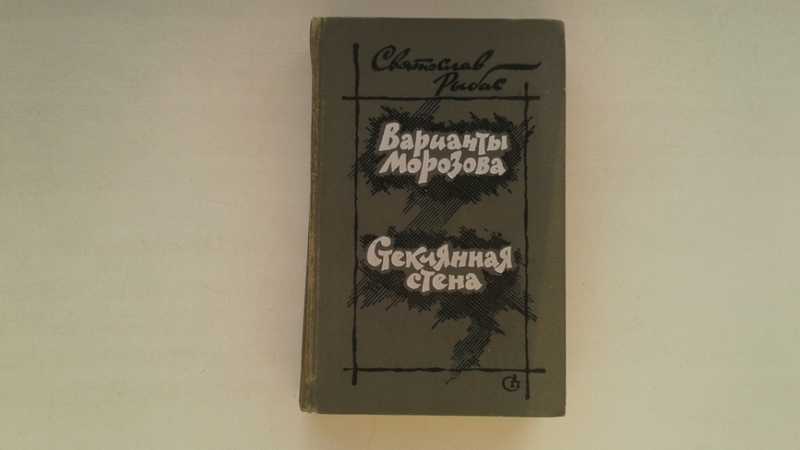 Святослав
Рыбас
Варианты
Морозова
Стеклянная
стена